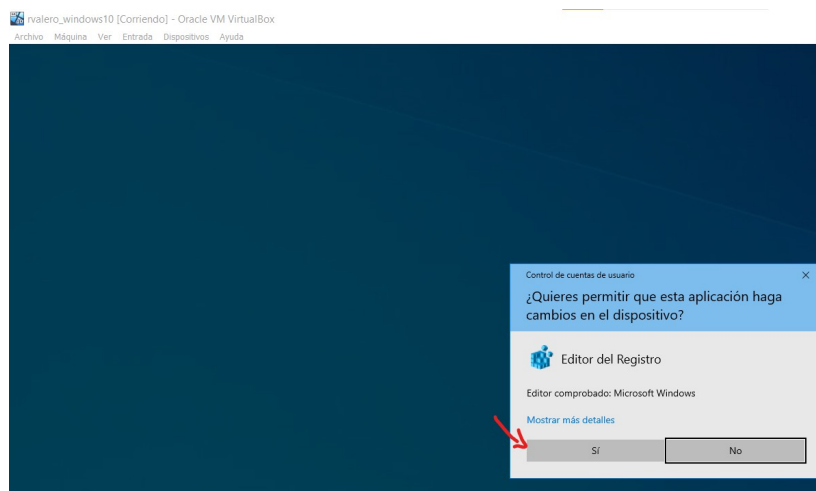 rvalero_windows10 [Corriendo] - Oracle VM VirtualBox
Archivo Máquina Ver Entrada Dispositivos Ayuda
Control de cuentas de usuario
¿Quieres permitir que esta aplicación haga
cambios en el dispositivo?
Editor del Registro
Editor comprobado: Microsoft Windows
Mostrar más detalles
Sí No